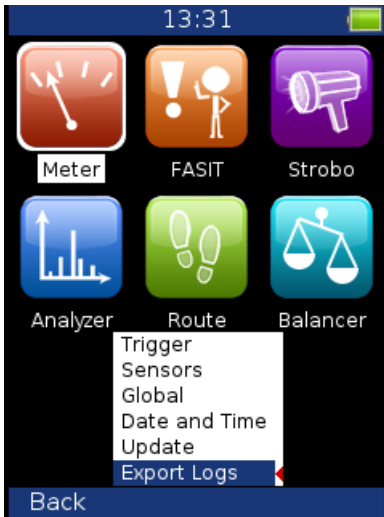 13:31
Meter FASIT Strobo
Analyzer Route Balancer
Trigger
Sensors
Global
Date and Time
Update
Export Logs
Back